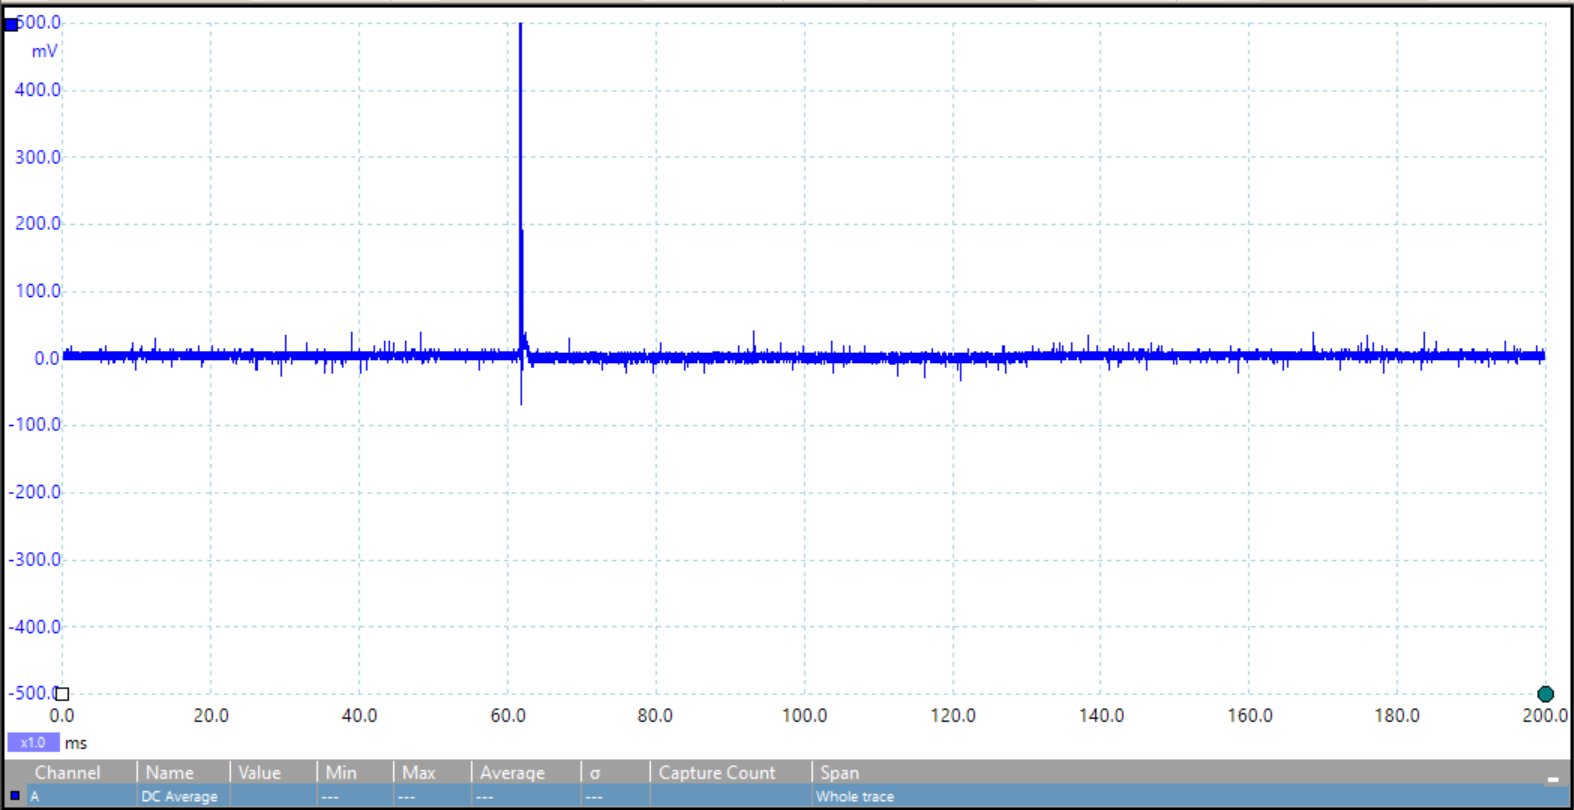 500.0
mV
400.0
300.0
200.0
100.0
0.0
-100.0
-200.0
-300.0
-400.0
-500.0
0.0 20.0 40.0 60.0 80.0 100.0 120.0 140.0 160.0 180.0 200.0
x1.0 ms
Channel Name Value Min Max Average σ Capture Count Span
A DC Average --- --- --- --- Whole trace